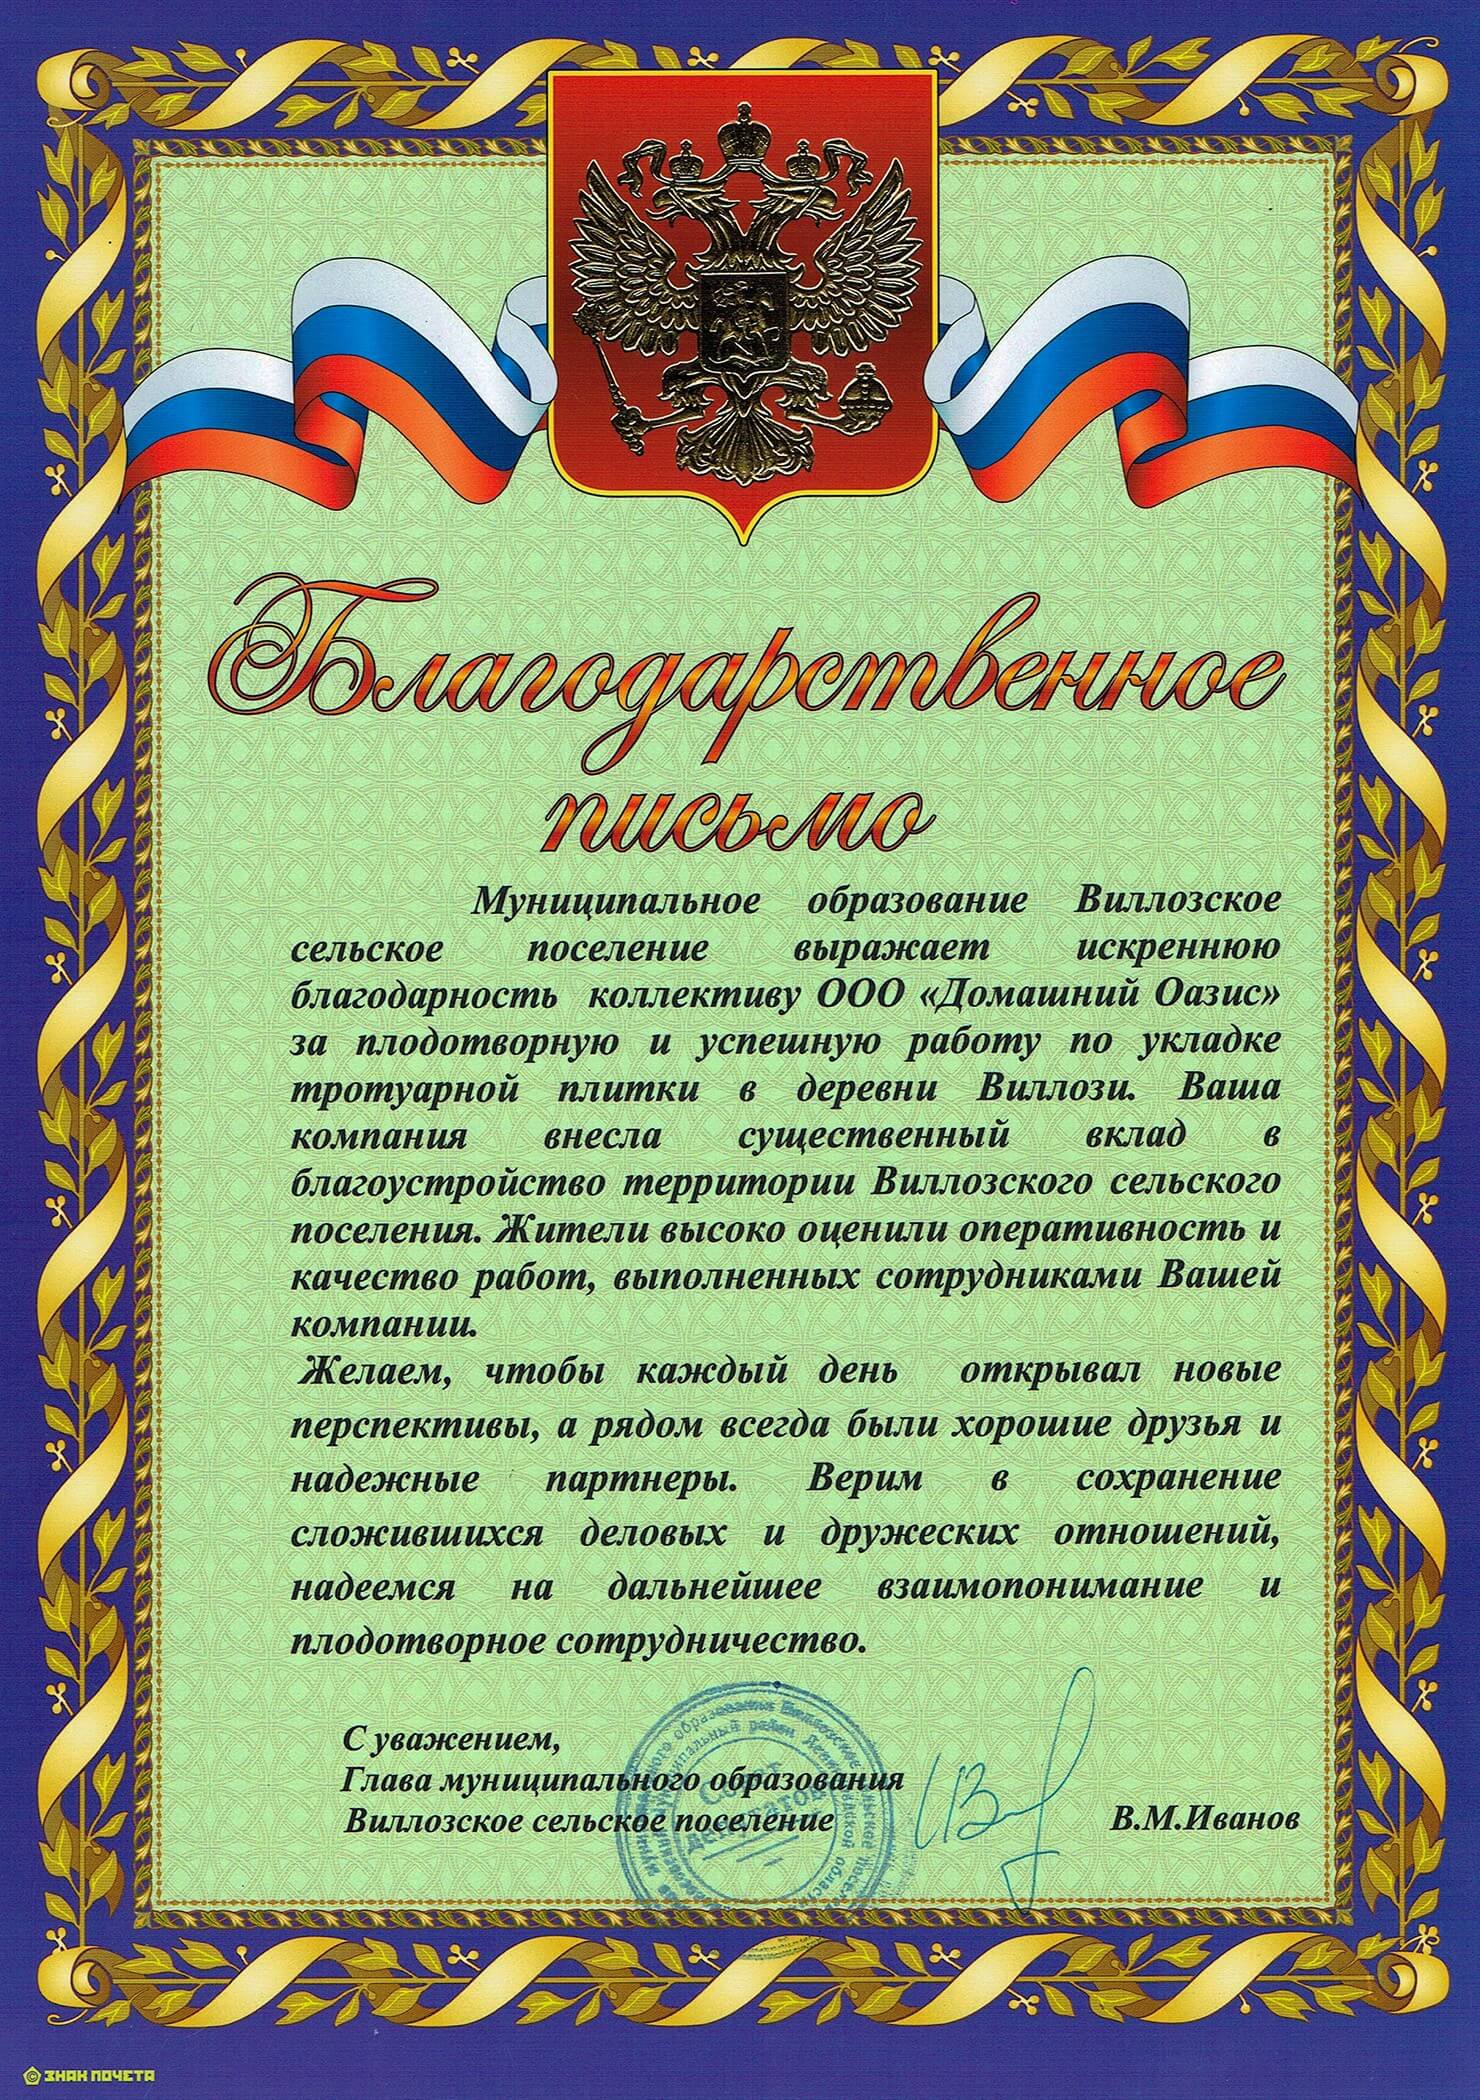 Благодарственное
письмо
Муниципальное образование Виллозское
сельское поселение выражает искреннюю
благодарность коллективу ООО «Домашний Оазис»
за плодотворную и успешную работу по укладке
тротуарной плитки в деревни Виллози. Ваша
компания внесла существенный вклад в
благоустройство территории Виллозского сельского
поселения. Жители высоко оценили оперативность и
качество работ, выполненных сотрудниками Вашей
компании.
Желаем, чтобы каждый день открывал новые
перспективы, а рядом всегда были хорошие друзья и
надежные партнеры. Верим в сохранение
сложившихся деловых и дружеских отношений,
надеемся на дальнейшее взаимопонимание и
плодотворное сотрудничество.
С уважением,
Глава муниципального образования
Виллозское сельское поселение
В.М.Иванов
Совет
депутатов
© ЗНАК ПОЧЕТА